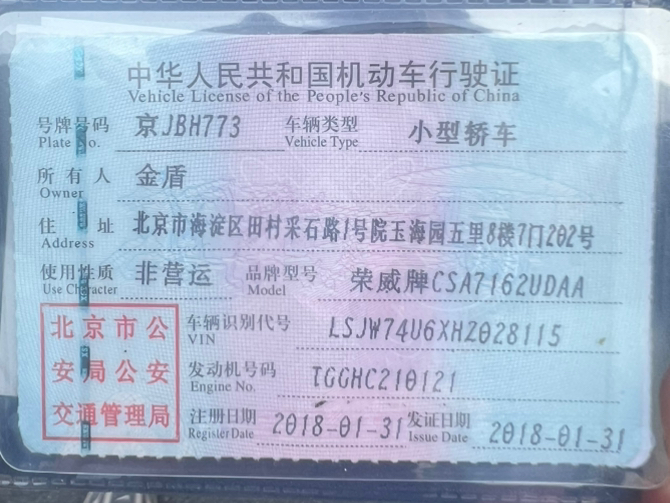 中华人民共和国机动车行驶证
Vehicle License of the People's Republic of China
号牌号码 京JBH773 车辆类型 小型轿车
Plate No. Vehicle Type
所有人 金盾
Owner
住址 北京市海淀区田村采石路1号院玉海园五里8楼7门202号
Address
使用性质 非营运 品牌型号 荣威牌CSA7162UDAA
Use Character Model
北京市公安局公安交通管理局
车辆识别代号 LSJW74U6XHZ028115
VIN
发动机号码 TGGHC210121
Engine No.
注册日期 2018-01-31 发证日期 2018-01-31
Register Date Issue Date